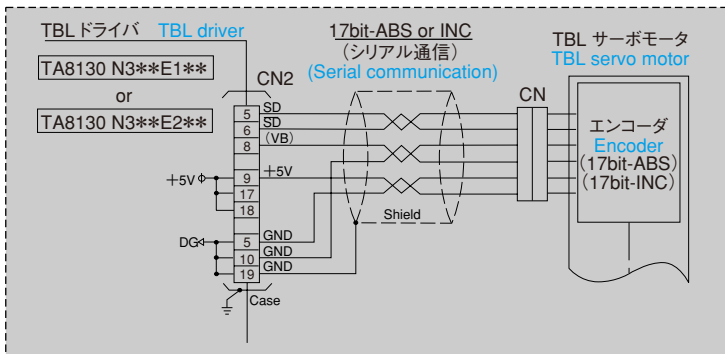 TBL ドライバ TBL driver
TA8130 N3**E1**
or
TA8130 N3**E2**
17bit-ABS or INC
(シリアル通信)
(Serial communication)
TBL サーボモータ
TBL servo motor
CN2
CN
5 SD
6 SD
8 (VB)
+5V 9 +5V
17
18
DG 5 GND
10 GND
19 GND
Case
Shield
エンコーダ
Encoder
(17bit-ABS)
(17bit-INC)